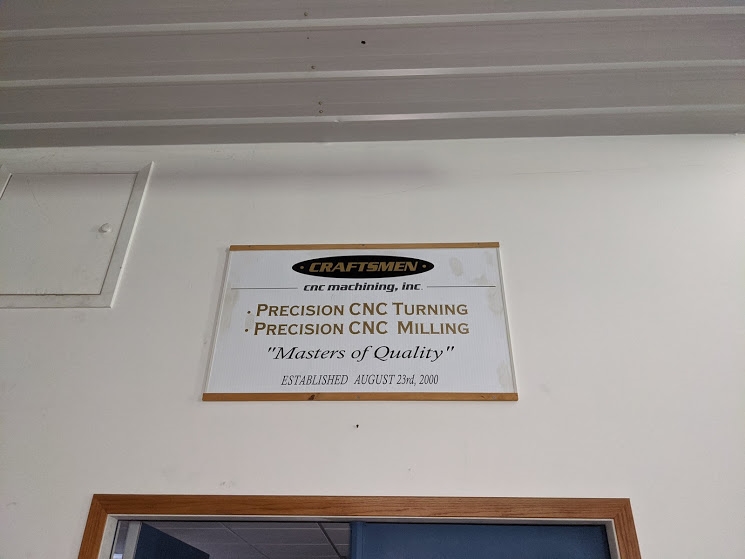 · CRAFTSMEN ·
cnc machining, inc.
· PRECISION CNC TURNING
· PRECISION CNC MILLING
"Masters of Quality"
ESTABLISHED AUGUST 23rd, 2000